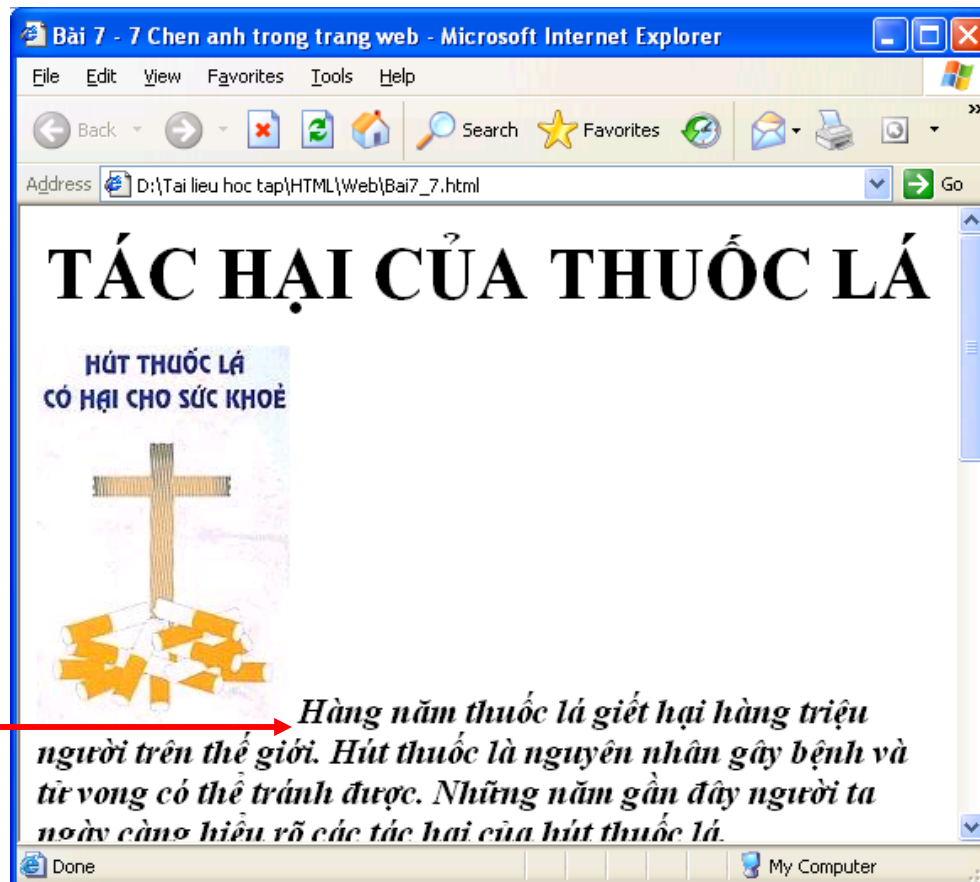 Bài 7 - 7 Chen anh trong trang web - Microsoft Internet Explorer
File Edit View Favorites Tools Help
Back Search Favorites »
Address D:\Tai lieu hoc tap\HTML\Web\Bai7_7.html Go
TÁC HẠI CỦA THUỐC LÁ
HÚT THUỐC LÁ
CÓ HẠI CHO SỨC KHOẺ
Hàng năm thuốc lá giết hại hàng triệu
người trên thế giới. Hút thuốc là nguyên nhân gây bệnh và
tử vong có thể tránh được. Những năm gần đây người ta
ngày càng hiểu rõ các tác hại của hút thuốc lá.
Done My Computer